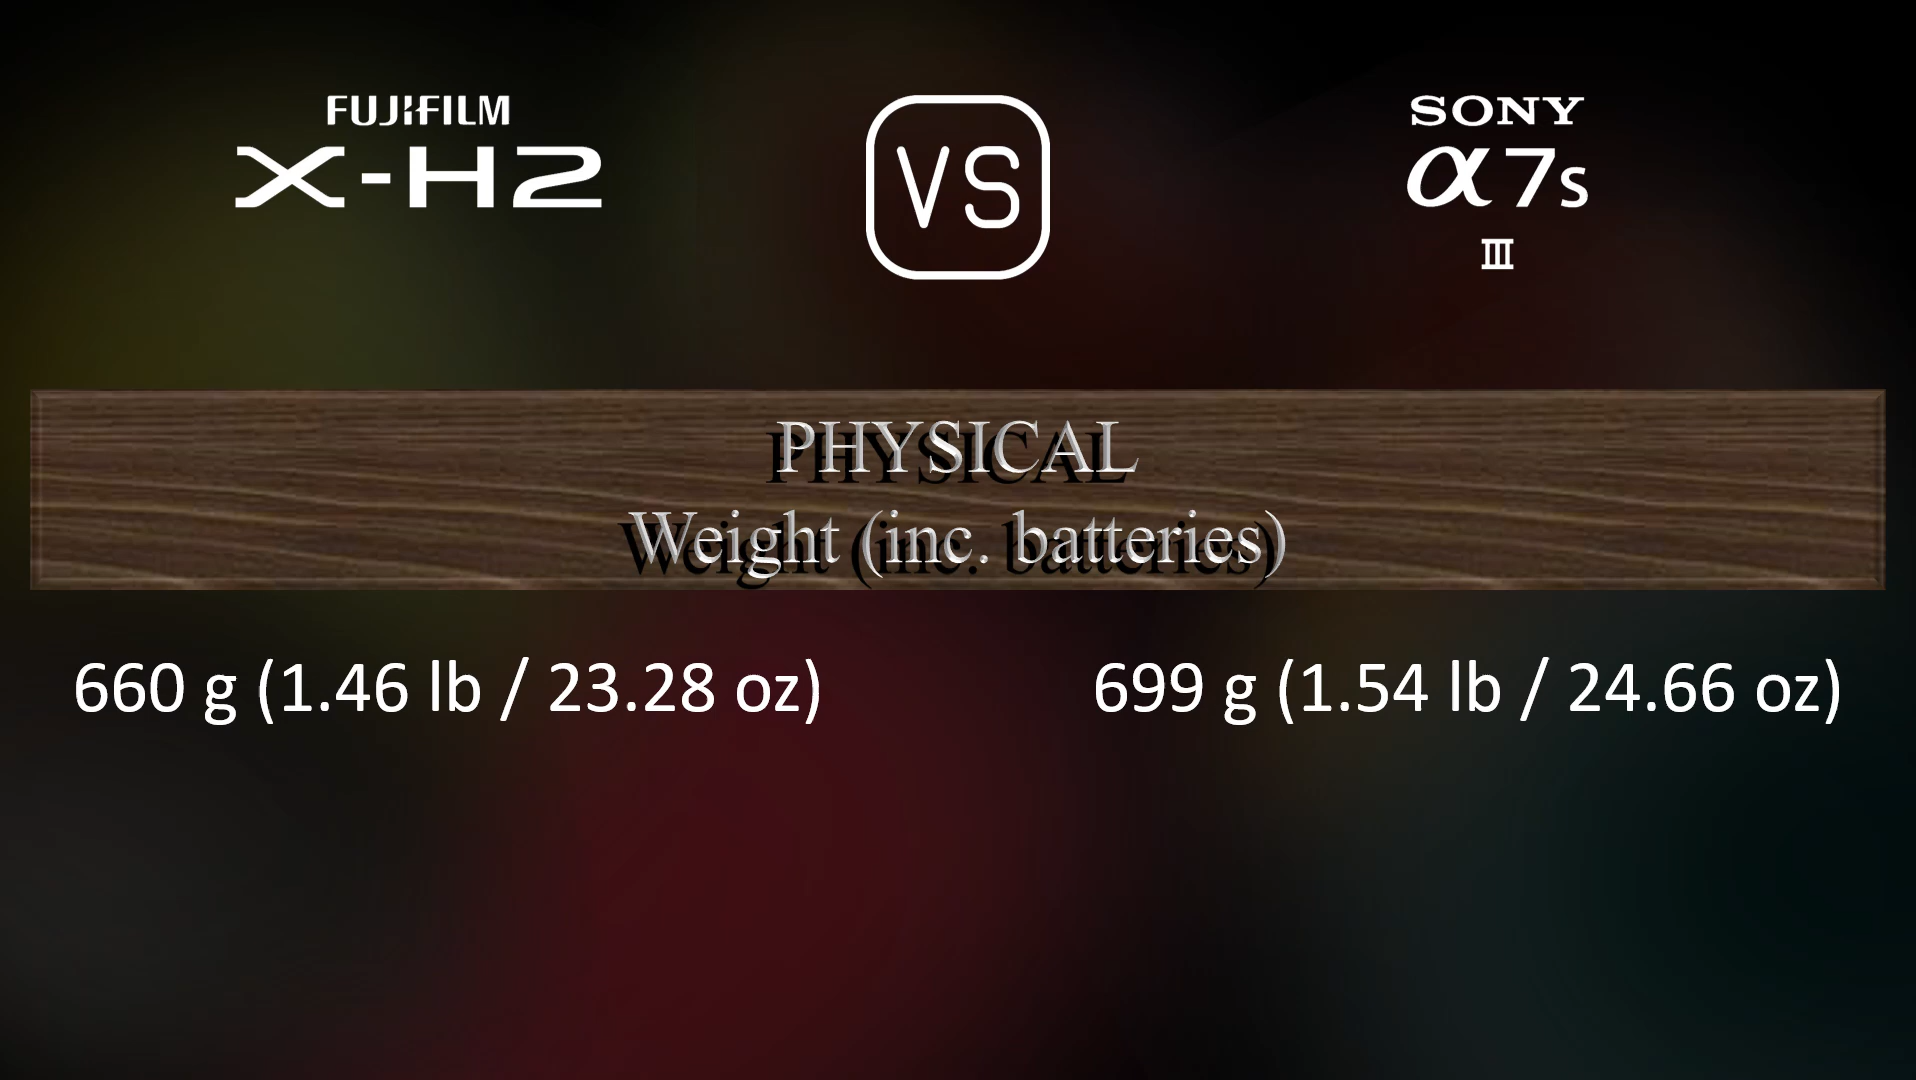 FUJIFILM
X-H2
VS
SONY
α7s
III
PHYSICAL
Weight (inc. batteries)
660 g (1.46 lb / 23.28 oz)
699 g (1.54 lb / 24.66 oz)